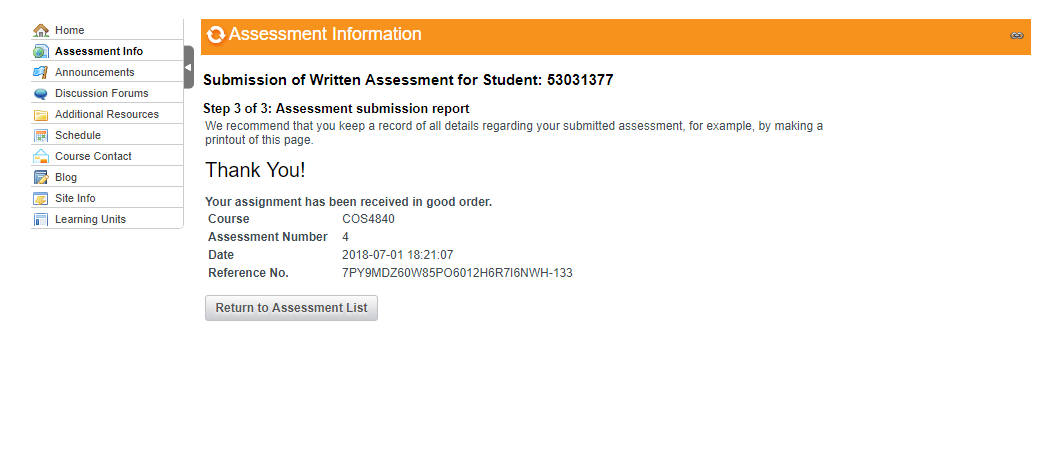 Home
Assessment Info
Announcements
Discussion Forums
Additional Resources
Schedule
Course Contact
Blog
Site Info
Learning Units
Assessment Information
Submission of Written Assessment for Student: 53031377
Step 3 of 3: Assessment submission report
We recommend that you keep a record of all details regarding your submitted assessment, for example, by making a
printout of this page.
Thank You!
Your assignment has been received in good order.
Course COS4840
Assessment Number 4
Date 2018-07-01 18:21:07
Reference No. 7PY9MDZ60W85PO6012H6R7I6NWH-133
Return to Assessment List